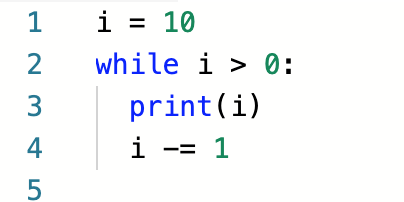 1 i = 10
2 while i > 0:
3   print(i)
4   i -= 1
5